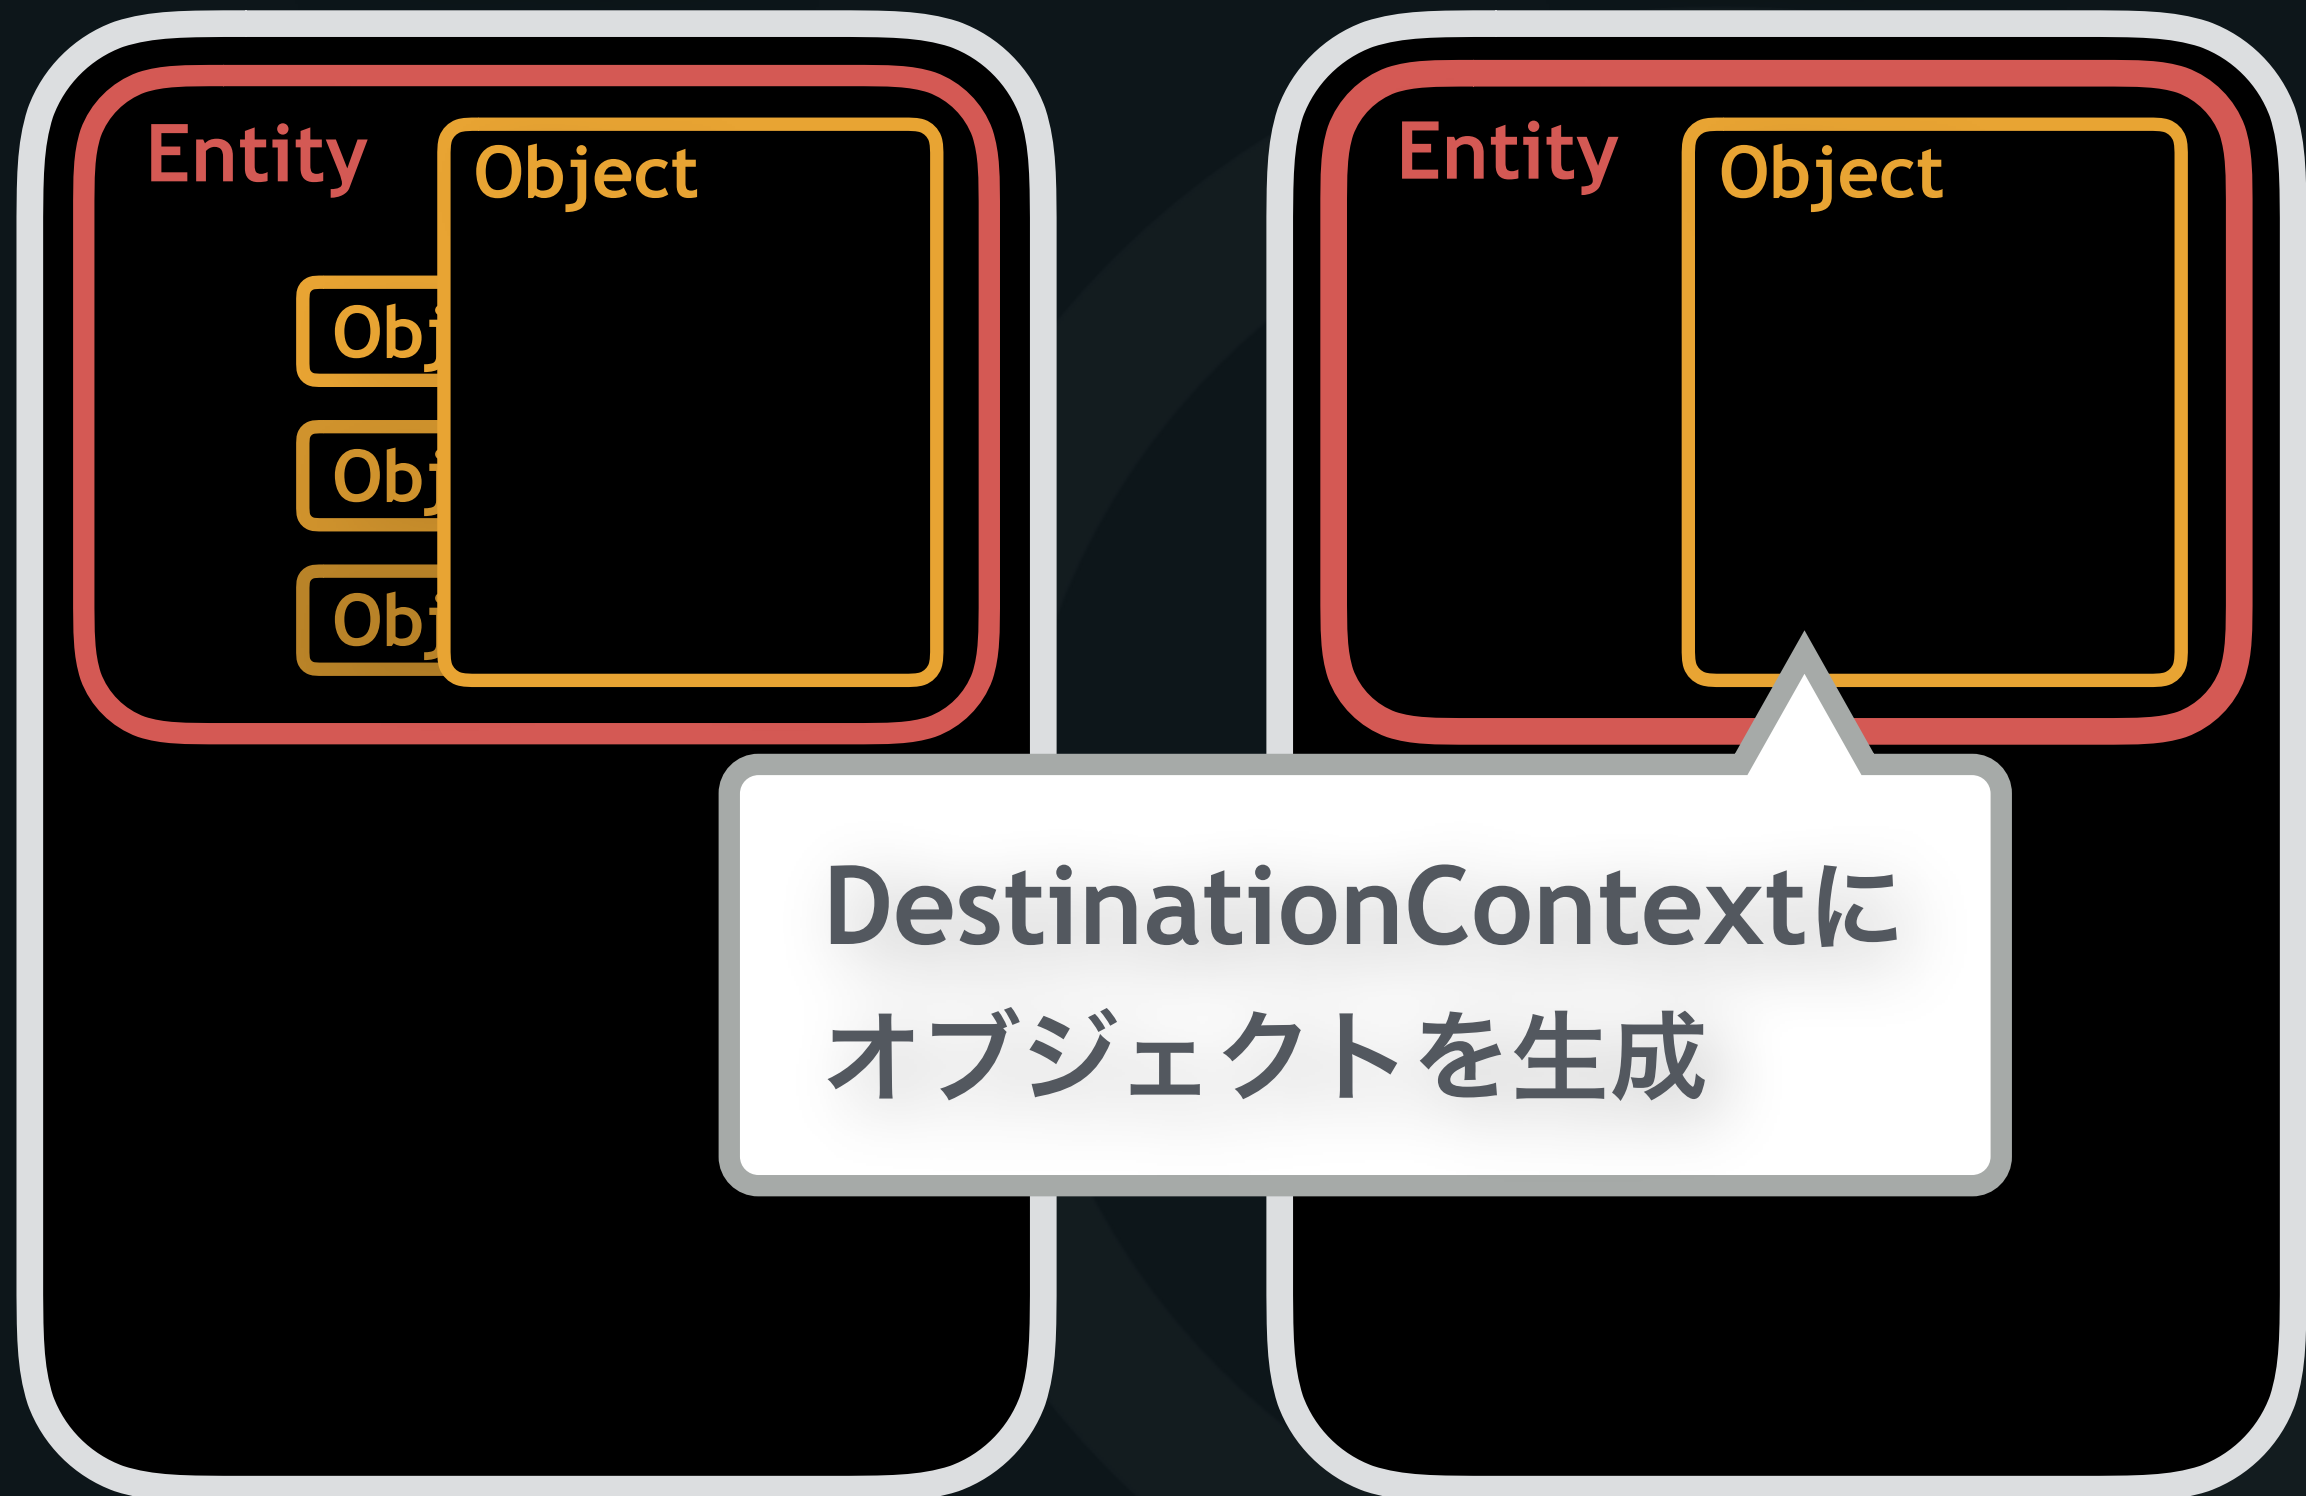 Entity
Object
Obj
Obj
Obj
Entity
Object
DestinationContextに
オブジェクトを生成